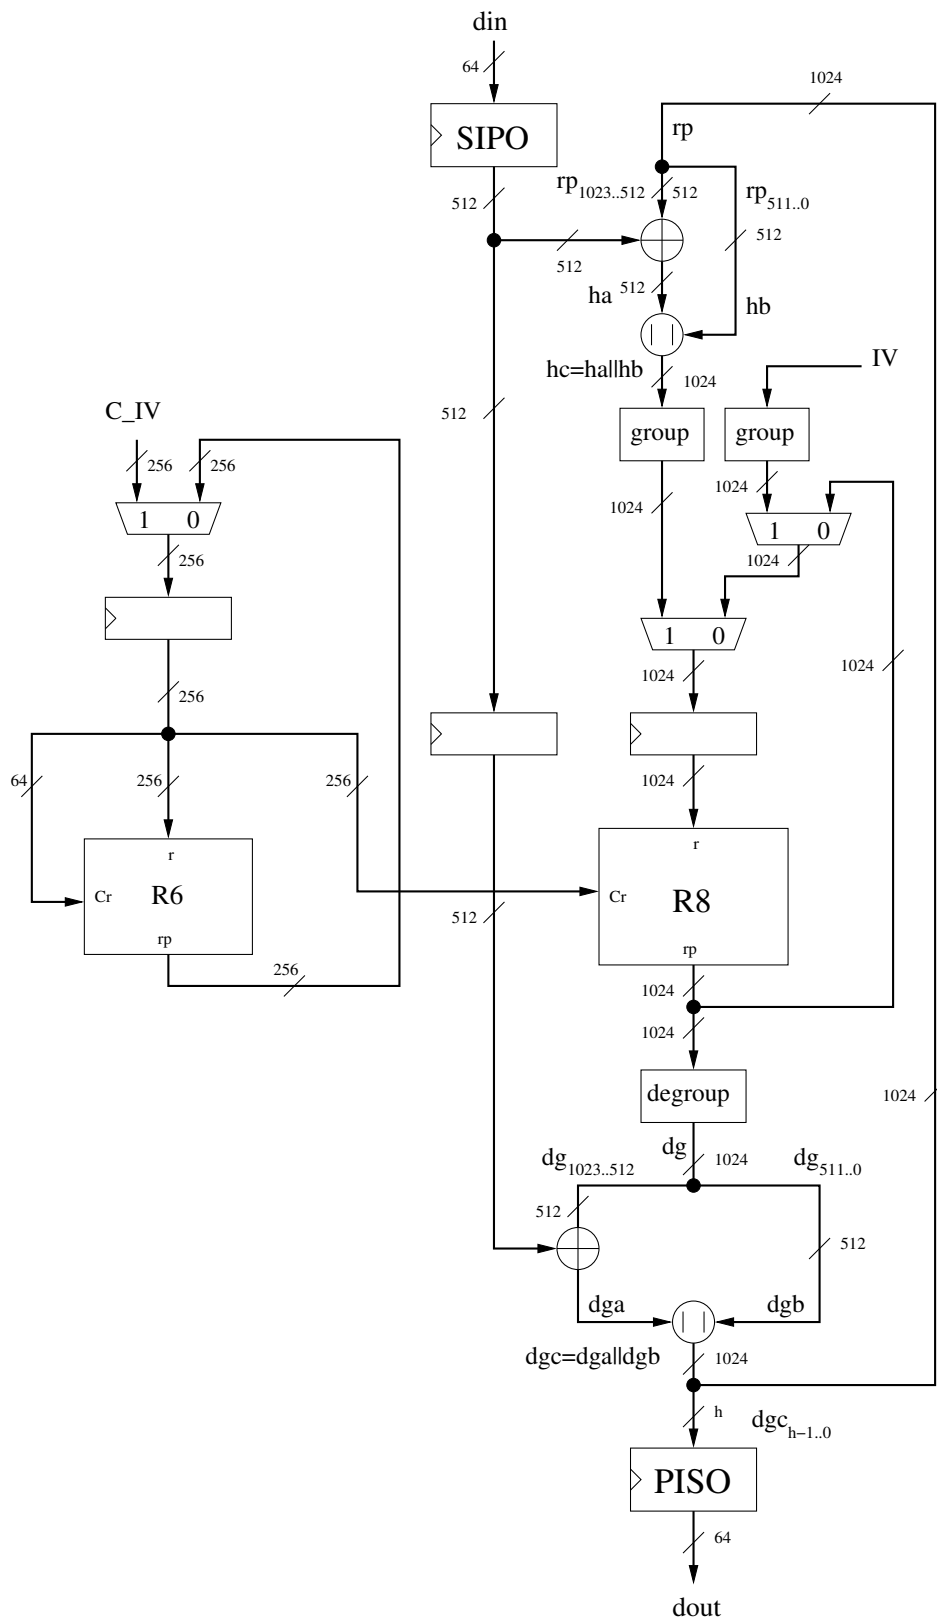 din
64
1024
SIPO
rp
512
rp1023..512
512
rp511..0
512
512
ha
512
hb
hc=ha||hb
1024
IV
C_IV
512
group
group
256
256
1024
1024
1
0
1
0
256
1024
1
0
256
1024
1024
64
256
256
1024
r
R6
Cr
rp
r
R8
Cr
rp
512
256
1024
1024
degroup
1024
dg
1024
dg1023..512
dg511..0
512
512
dga
dgb
dgc=dga||dgb
1024
h
dgch−1..0
PISO
64
dout